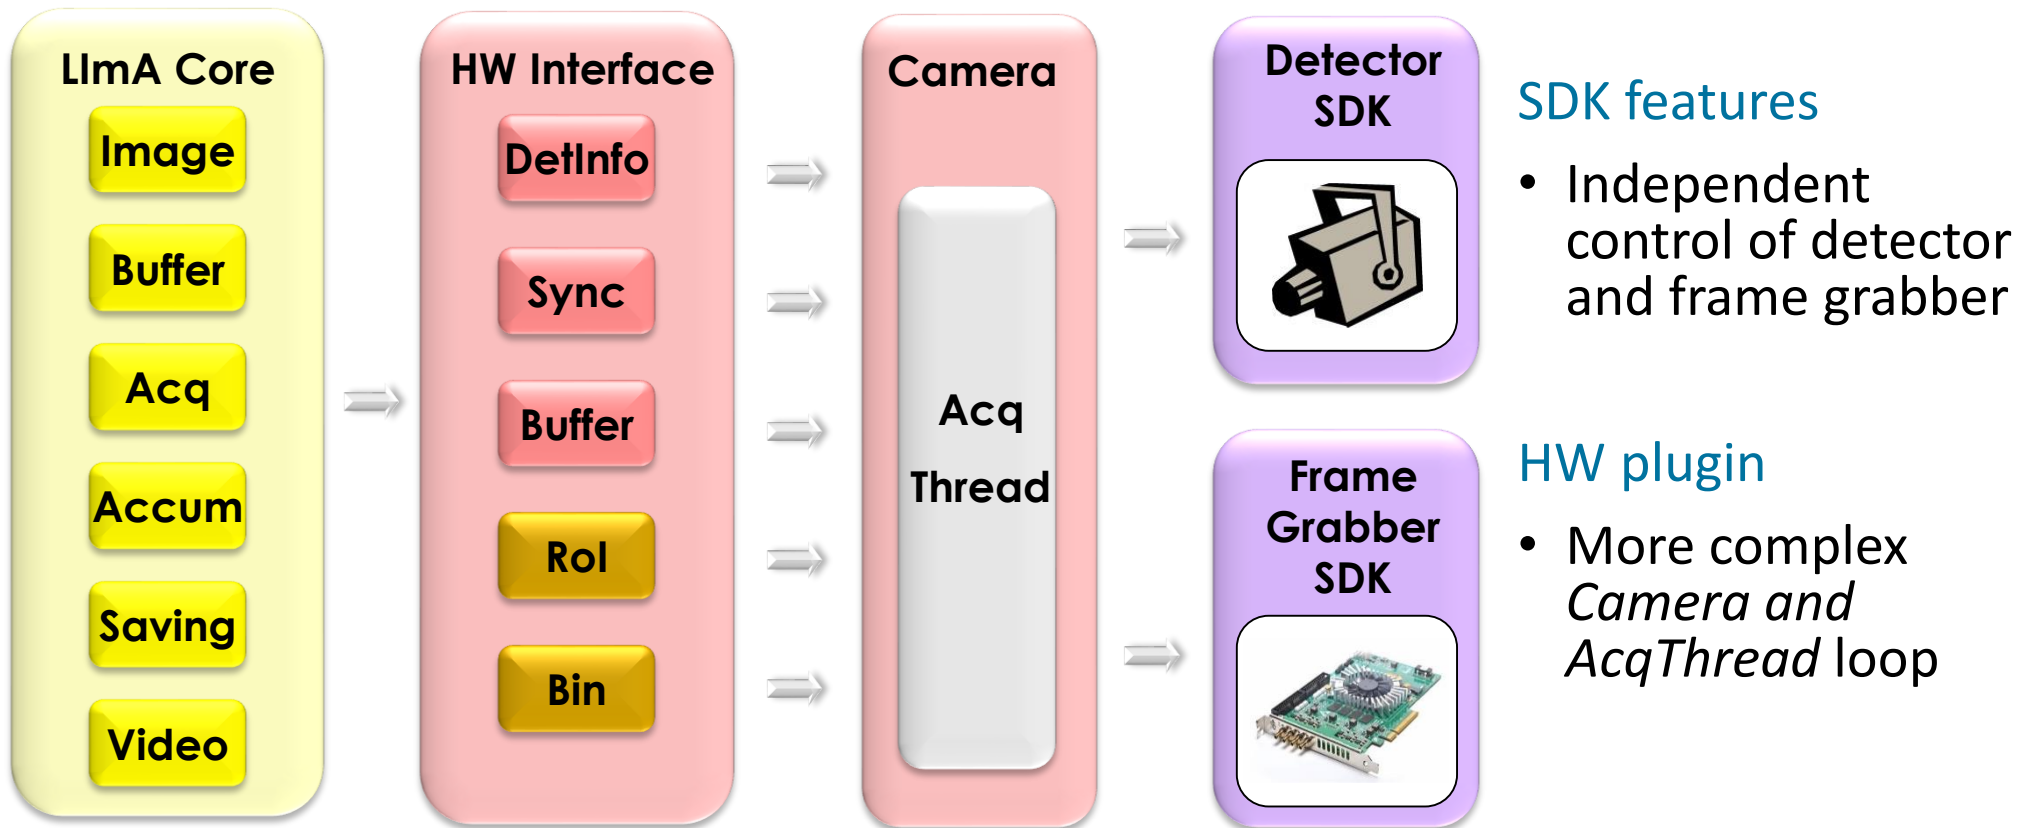 LImA Core
Image
Buffer
Acq
Accum
Saving
Video
HW Interface
DetInfo
Sync
Buffer
RoI
Bin
Camera
Acq
Thread
Detector
SDK
Frame
Grabber
SDK
SDK features
• Independent
control of detector
and frame grabber
HW plugin
• More complex
Camera and
AcqThread loop